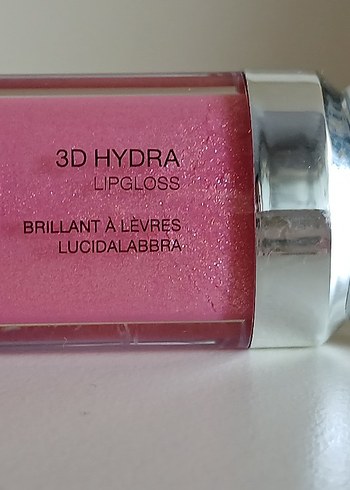 3D HYDRA
LIPGLOSS
BRILLANT À LÈVRES
LUCIDALABBRA